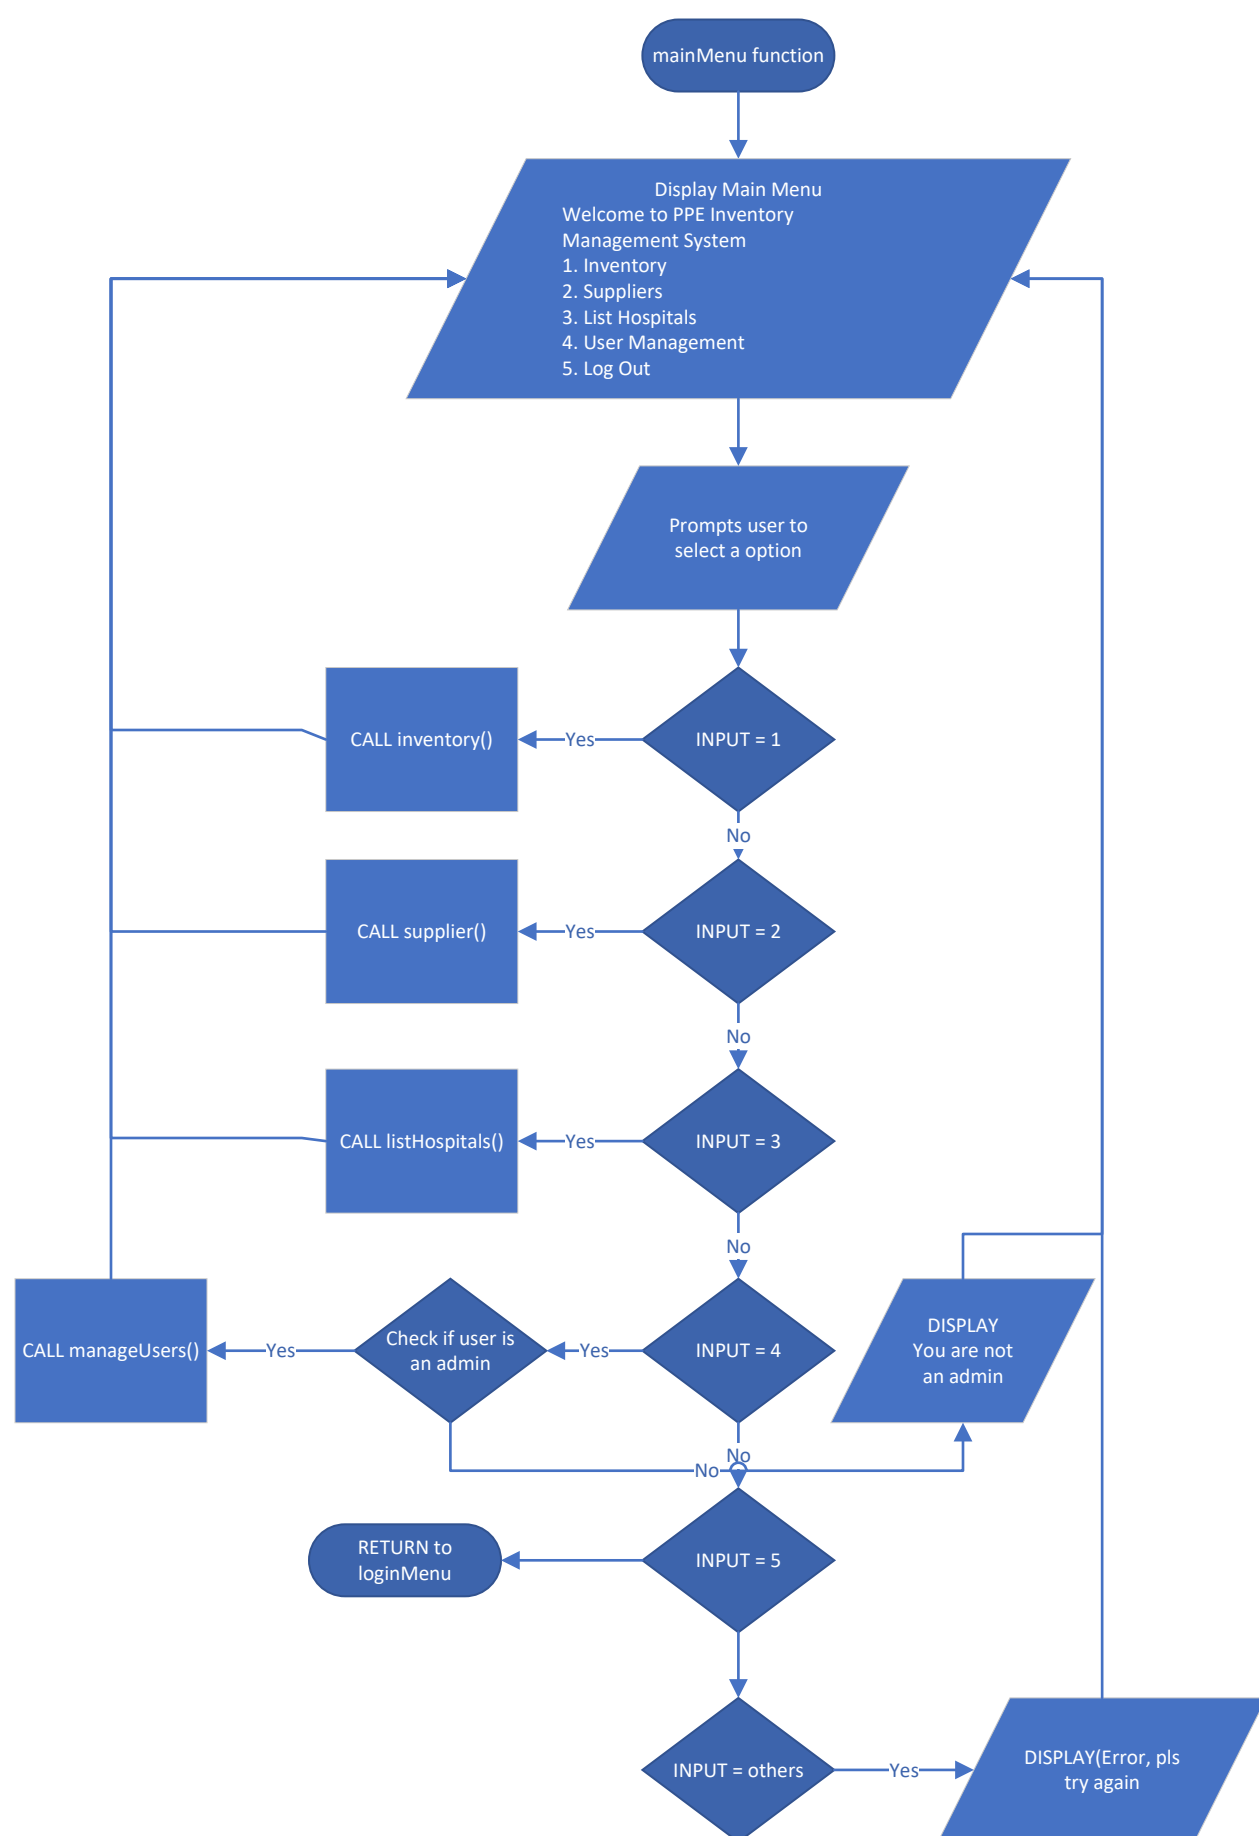 mainMenu function
Display Main Menu
Welcome to PPE Inventory
Management System
1. Inventory
2. Suppliers
3. List Hospitals
4. User Management
5. Log Out
Prompts user to
select a option
CALL inventory()
Yes
INPUT = 1
No
CALL supplier()
Yes
INPUT = 2
No
CALL listHospitals()
Yes
INPUT = 3
No
CALL manageUsers()
Yes
Check if user is
an admin
Yes
INPUT = 4
DISPLAY
You are not
an admin
No
No
RETURN to
loginMenu
INPUT = 5
INPUT = others
Yes
DISPLAY(Error, pls
try again